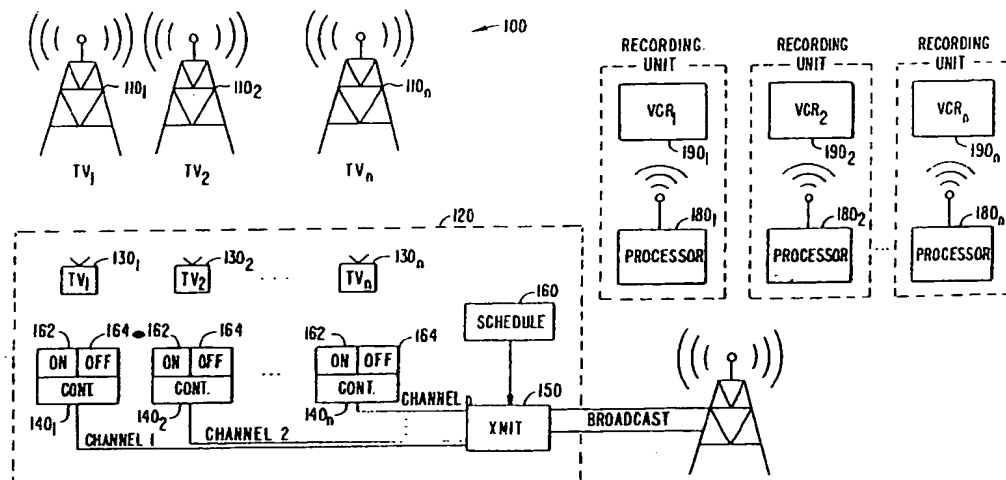 100
110₁
110₂
110ₙ
TV₁
TV₂
TVₙ
RECORDING UNIT
RECORDING UNIT
RECORDING UNIT
VCR₁
VCR₂
VCRₙ
190₁
190₂
190ₙ
180₁
180₂
180ₙ
PROCESSOR
PROCESSOR
PROCESSOR
120
TV₁
130₁
TV₂
130₂
TVₙ
130ₙ
160
SCHEDULE
162
164
162
164
162
164
ON OFF
ON OFF
ON OFF
CONT.
CONT.
CONT.
140₁
140₂
140ₙ
CHANNEL 1
CHANNEL 2
CHANNEL n
150
XMIT
BROADCAST